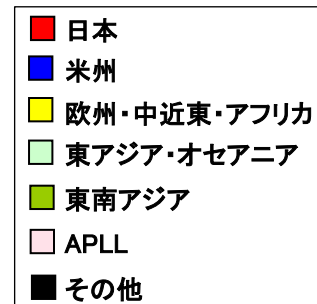 日本
米州
欧州・中近東・アフリカ
東アジア・オセアニア
東南アジア
APLL
その他